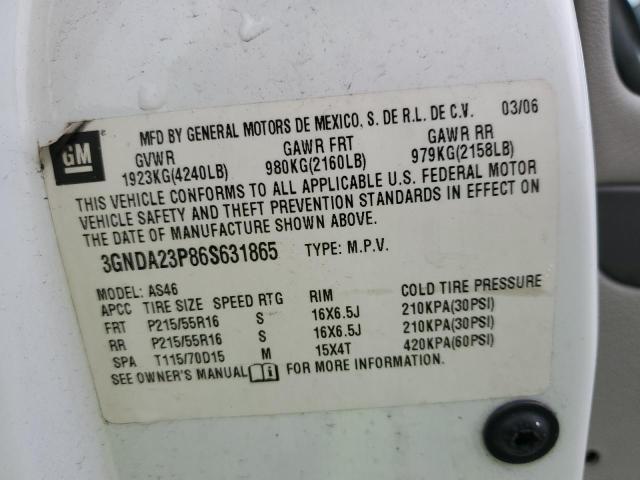 GM
MFD BY GENERAL MOTORS DE MEXICO, S. DE R.L. DE C.V. 03/06
GVWR GAWR FRT GAWR RR
1923KG(4240LB) 980KG(2160LB) 979KG(2158LB)
THIS VEHICLE CONFORMS TO ALL APPLICABLE U.S. FEDERAL MOTOR
VEHICLE SAFETY AND THEFT PREVENTION STANDARDS IN EFFECT ON
THE DATE OF MANUFACTURE SHOWN ABOVE.
3GNDA23P86S631865 TYPE: M.P.V.
MODEL: AS46
APCC TIRE SIZE SPEED RTG RIM COLD TIRE PRESSURE
FRT P215/55R16 S 16X6.5J 210KPA(30PSI)
RR P215/55R16 S 16X6.5J 210KPA(30PSI)
SPA T115/70D15 M 15X4T 420KPA(60PSI)
SEE OWNER'S MANUAL FOR MORE INFORMATION.